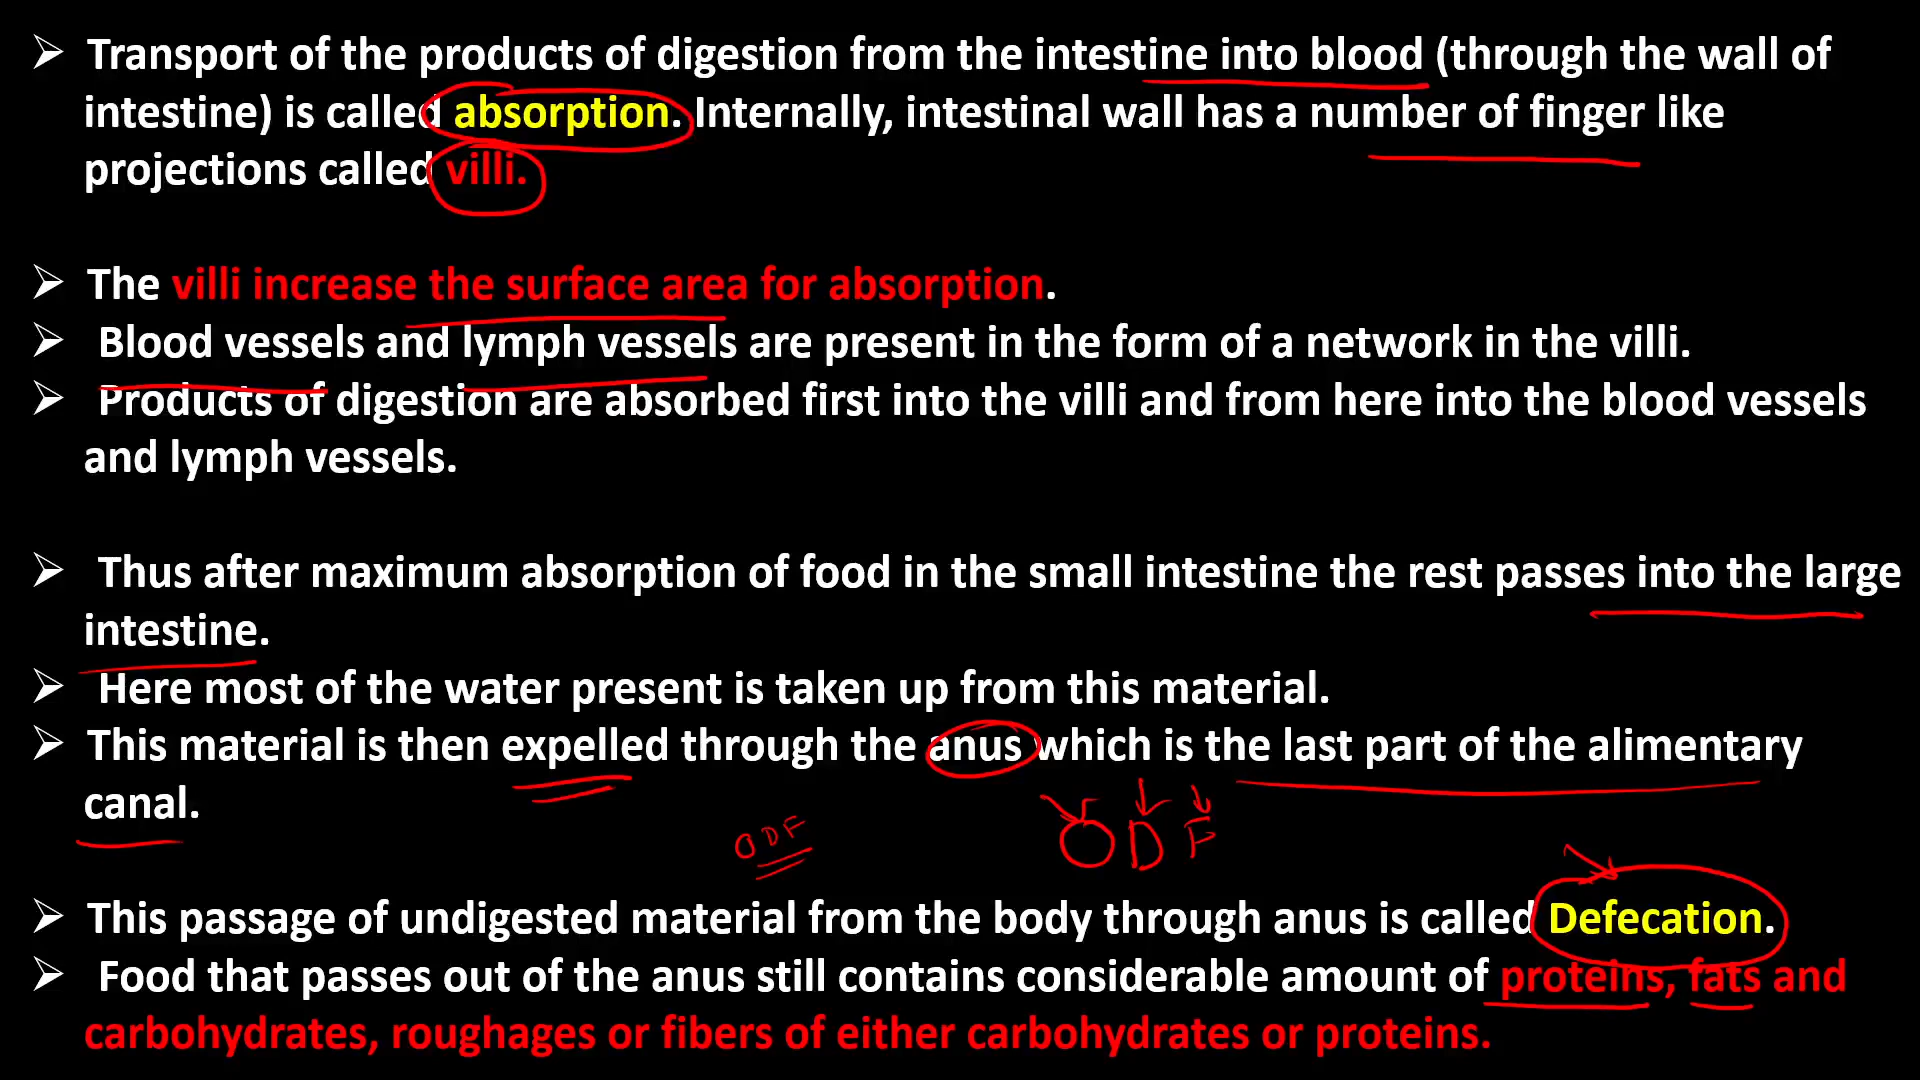 ➢ Transport of the products of digestion from the intestine into blood (through the wall of
intestine) is called absorption. Internally, intestinal wall has a number of finger like
projections called villi.
➢ The villi increase the surface area for absorption.
➢ Blood vessels and lymph vessels are present in the form of a network in the villi.
➢ Products of digestion are absorbed first into the villi and from here into the blood vessels
and lymph vessels.
➢ Thus after maximum absorption of food in the small intestine the rest passes into the large
intestine.
➢ Here most of the water present is taken up from this material.
➢ This material is then expelled through the anus which is the last part of the alimentary
canal.
ODF
ODF
➢ This passage of undigested material from the body through anus is called Defecation.
➢ Food that passes out of the anus still contains considerable amount of proteins, fats and
carbohydrates, roughages or fibers of either carbohydrates or proteins.